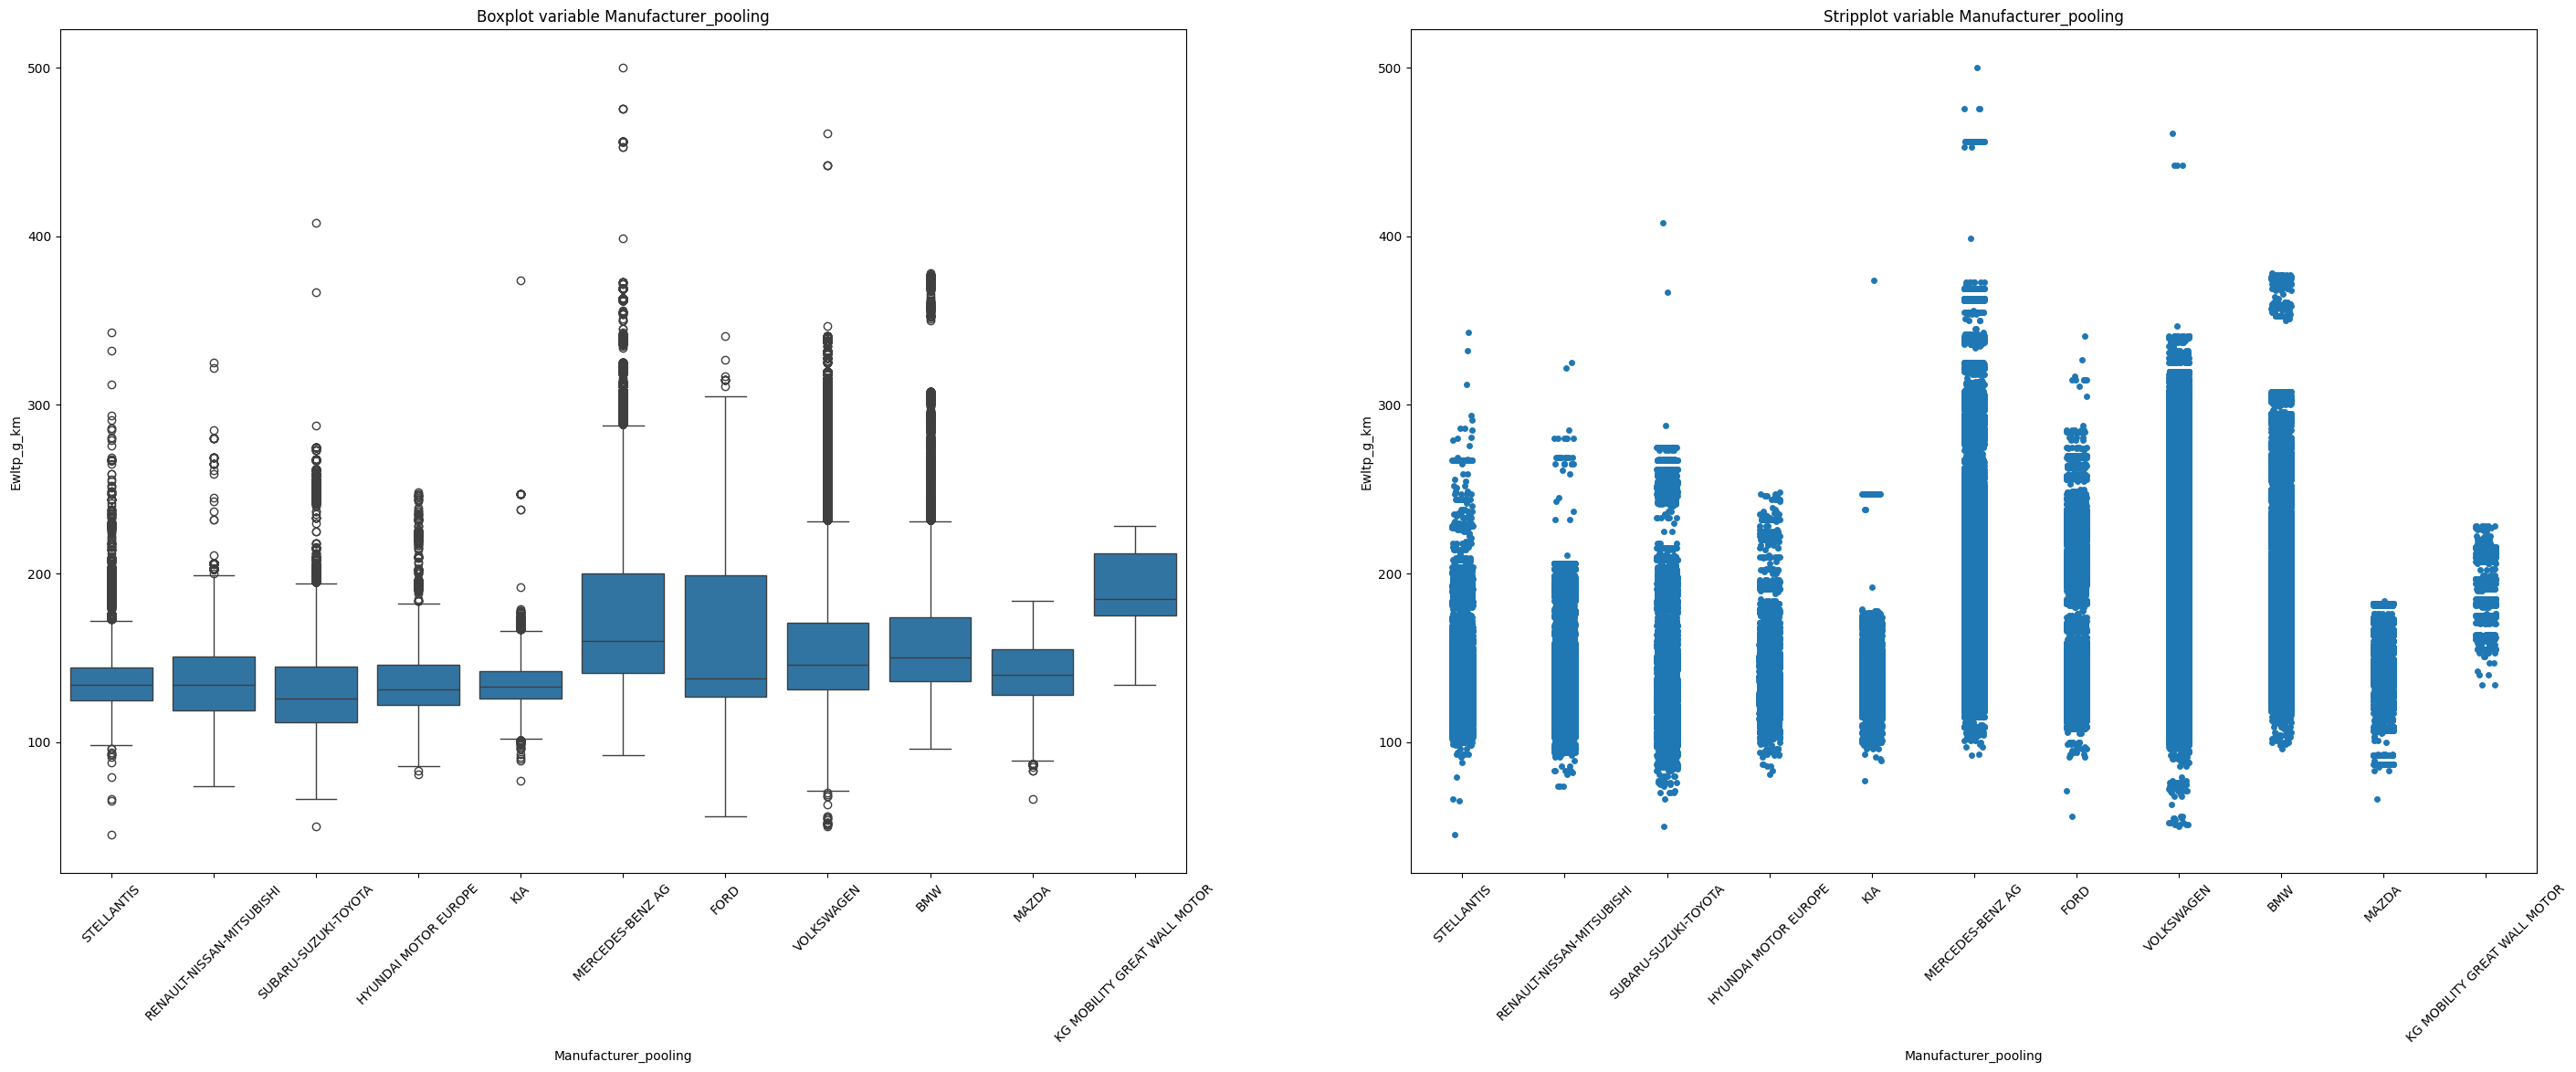 Boxplot variable Manufacturer_pooling
500
400
300
200
100
Ewltp_g_km
STELLANTIS
RENAULT-NISSAN-MITSUBISHI
SUBARU-SUZUKI-TOYOTA
HYUNDAI MOTOR EUROPE
KIA
MERCEDES-BENZ AG
FORD
VOLKSWAGEN
BMW
MAZDA
KG MOBILITY GREAT WALL MOTOR
Manufacturer_pooling
Stripplot variable Manufacturer_pooling
500
400
300
200
100
Ewltp_g_km
STELLANTIS
RENAULT-NISSAN-MITSUBISHI
SUBARU-SUZUKI-TOYOTA
HYUNDAI MOTOR EUROPE
KIA
MERCEDES-BENZ AG
FORD
VOLKSWAGEN
BMW
MAZDA
KG MOBILITY GREAT WALL MOTOR
Manufacturer_pooling